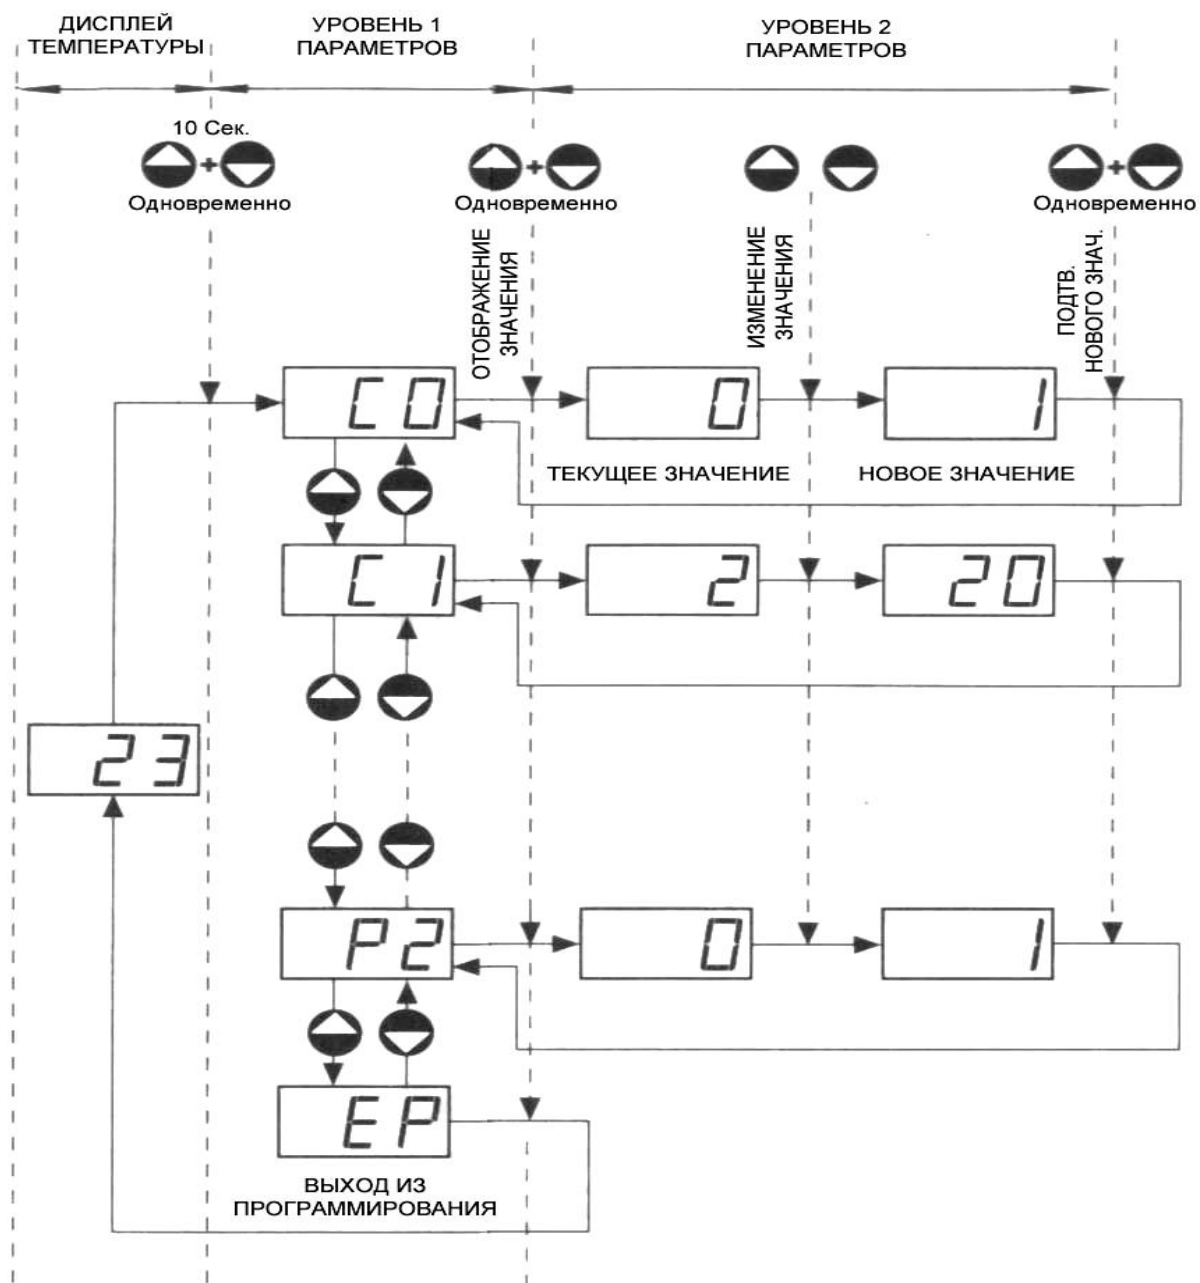 ДИСПЛЕЙ
ТЕМПЕРАТУРЫ
УРОВЕНЬ 1
ПАРАМЕТРОВ
УРОВЕНЬ 2
ПАРАМЕТРОВ
10 Сек.
+
+
+
Одновременно
Одновременно
Одновременно
ОТОБРАЖЕНИЕ
ЗНАЧЕНИЯ
ИЗМЕНЕНИЕ
ЗНАЧЕНИЯ
ПОДТВ.
НОВОГО ЗНАЧ.
C0
0
1
ТЕКУЩЕЕ ЗНАЧЕНИЕ
НОВОЕ ЗНАЧЕНИЕ
C1
2
20
23
P2
0
1
EP
ВЫХОД ИЗ
ПРОГРАММИРОВАНИЯ